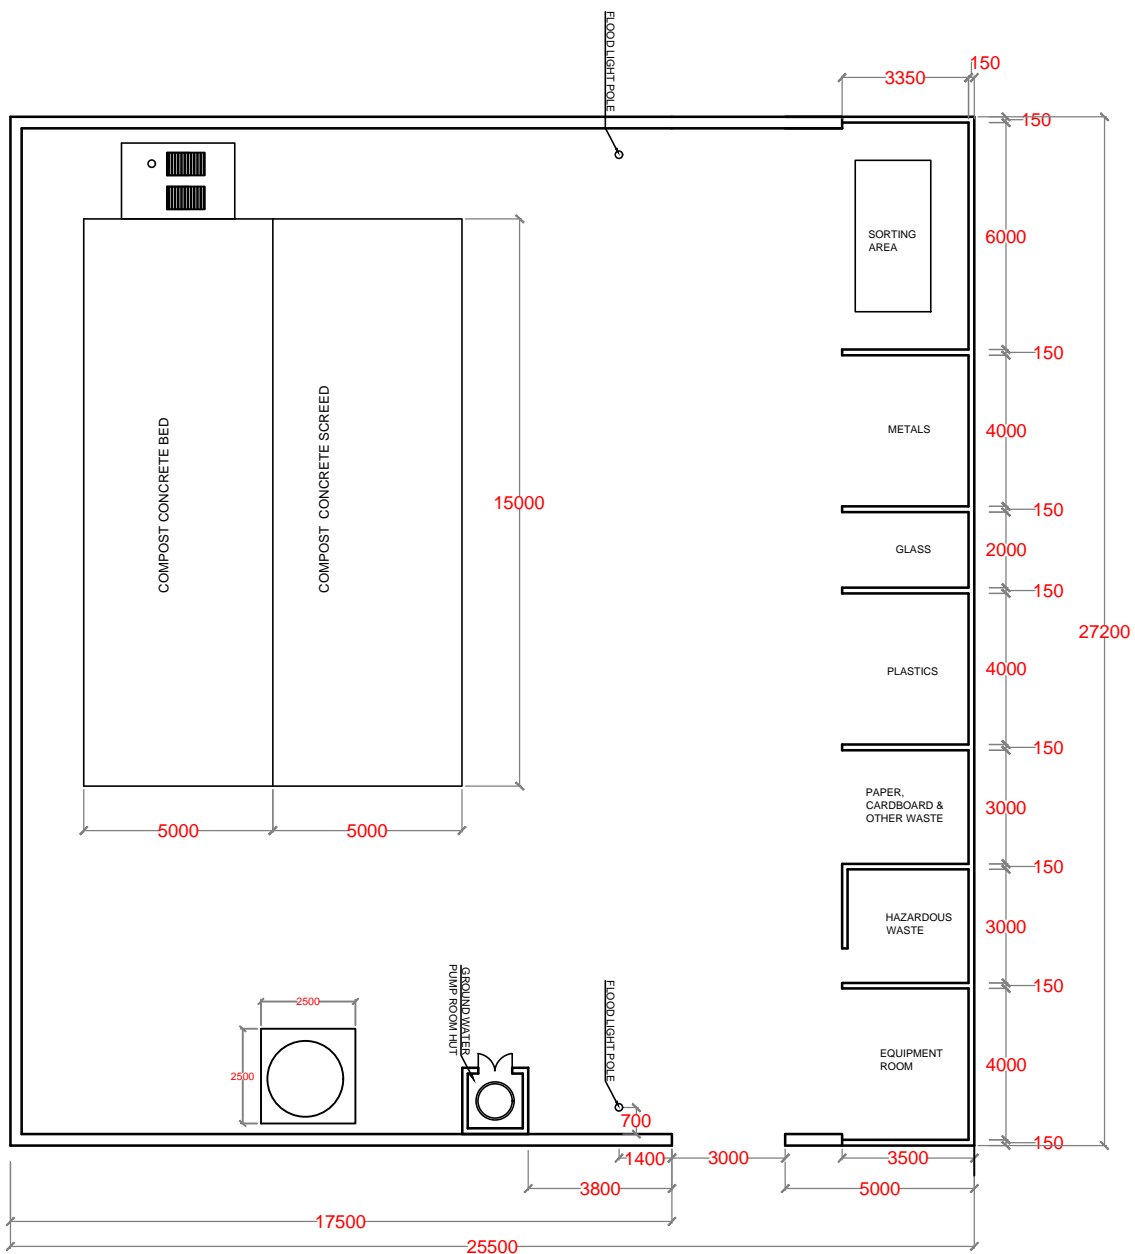 FLOOD LIGHT POLE
150
3350
150
SORTING
AREA
6000
150
METALS
4000
COMPOST CONCRETE BED
COMPOST CONCRETE SCREED
15000
150
GLASS
2000
150
27200
PLASTICS
4000
150
PAPER,
CARDBOARD &
OTHER WASTE
3000
5000
5000
150
HAZARDOUS
WASTE
3000
150
2500
2500
GROUND WATER
PUMP ROOM HUT
FLOOD LIGHT POLE
EQUIPMENT
ROOM
4000
700
150
1400
3000
3500
3800
5000
17500
25500